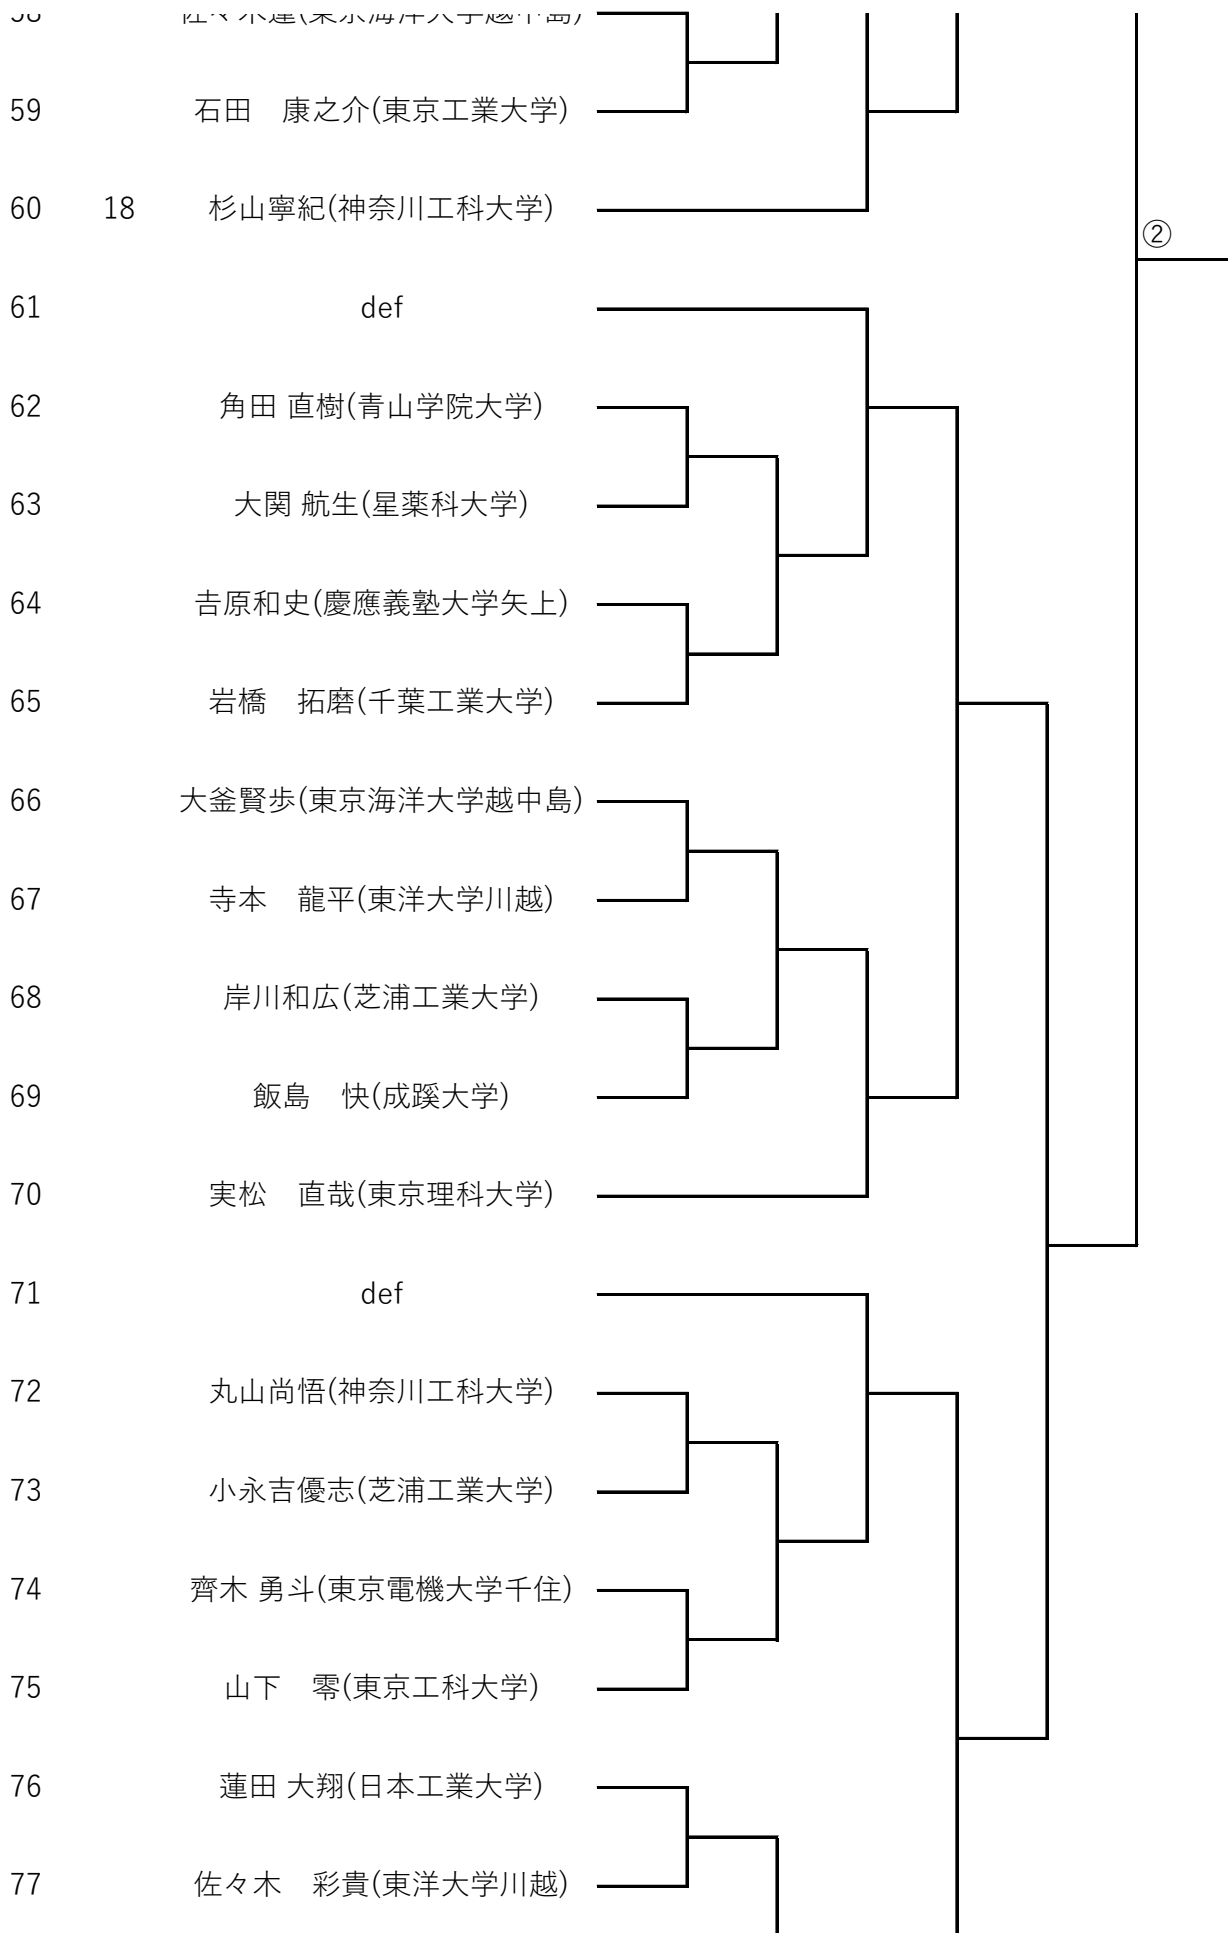 59 石田　康之介(東京工業大学)
60 18 杉山寧紀(神奈川工科大学)
②
61 def
62 角田 直樹(青山学院大学)
63 大関 航生(星薬科大学)
64 𠮷原和史(慶應義塾大学矢上)
65 岩橋　拓磨(千葉工業大学)
66 大釜賢歩(東京海洋大学越中島)
67 寺本　龍平(東洋大学川越)
68 岸川和広(芝浦工業大学)
69 飯島　快(成蹊大学)
70 実松　直哉(東京理科大学)
71 def
72 丸山尚悟(神奈川工科大学)
73 小永吉優志(芝浦工業大学)
74 齊木 勇斗(東京電機大学千住)
75 山下　零(東京工科大学)
76 蓮田 大翔(日本工業大学)
77 佐々木　彩貴(東洋大学川越)